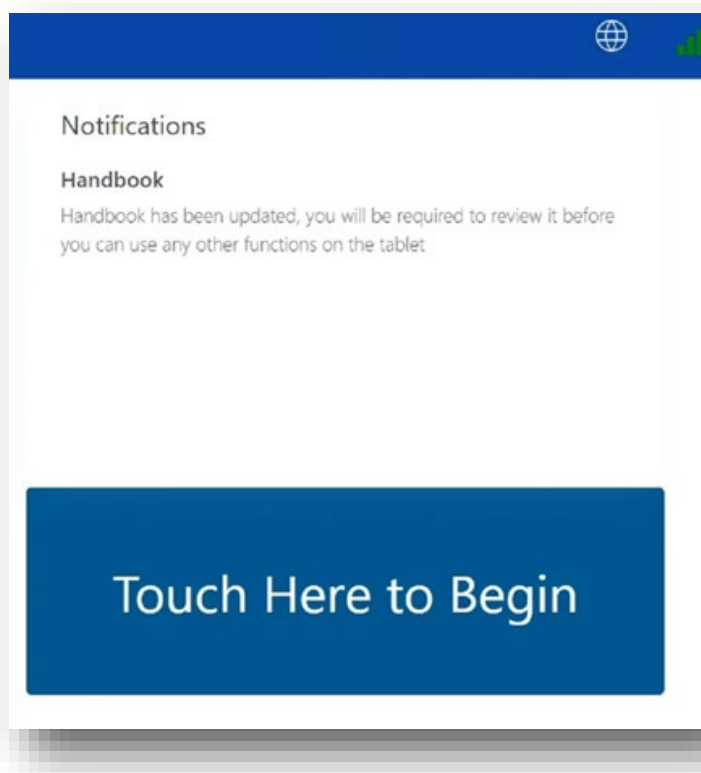 Notifications
Handbook
Handbook has been updated, you will be required to review it before
you can use any other functions on the tablet
Touch Here to Begin